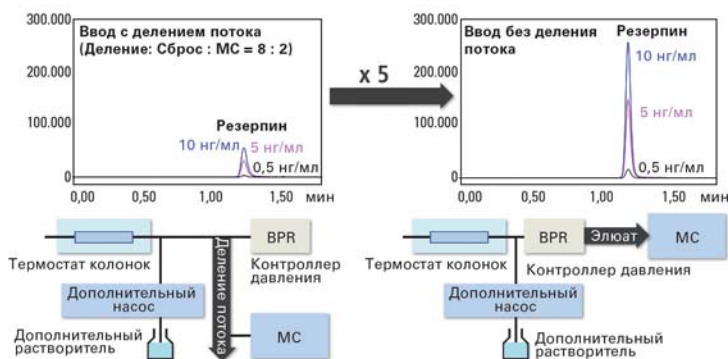 300.000
Ввод с делением потока
(Деление: Сброс : МС = 8 : 2)
200.000
100.000
Резерпин
10 нг/мл
5 нг/мл
0,5 нг/мл
0
0,00
0,50
1,00
1,50
мин
x 5
300.000
Ввод без деления
потока
Резерпин
10 нг/мл
200.000
5 нг/мл
100.000
0,5 нг/мл
0
0,00
0,50
1,00
1,50
мин
Термостат колонок
Дополнительный
насос
Дополнительный
растворитель
Деление потока
BPR
Контроллер
давления
МС
Термостат колонок
BPR
Элюат
МС
Контроллер давления
Дополнительный
насос
Дополнительный
растворитель